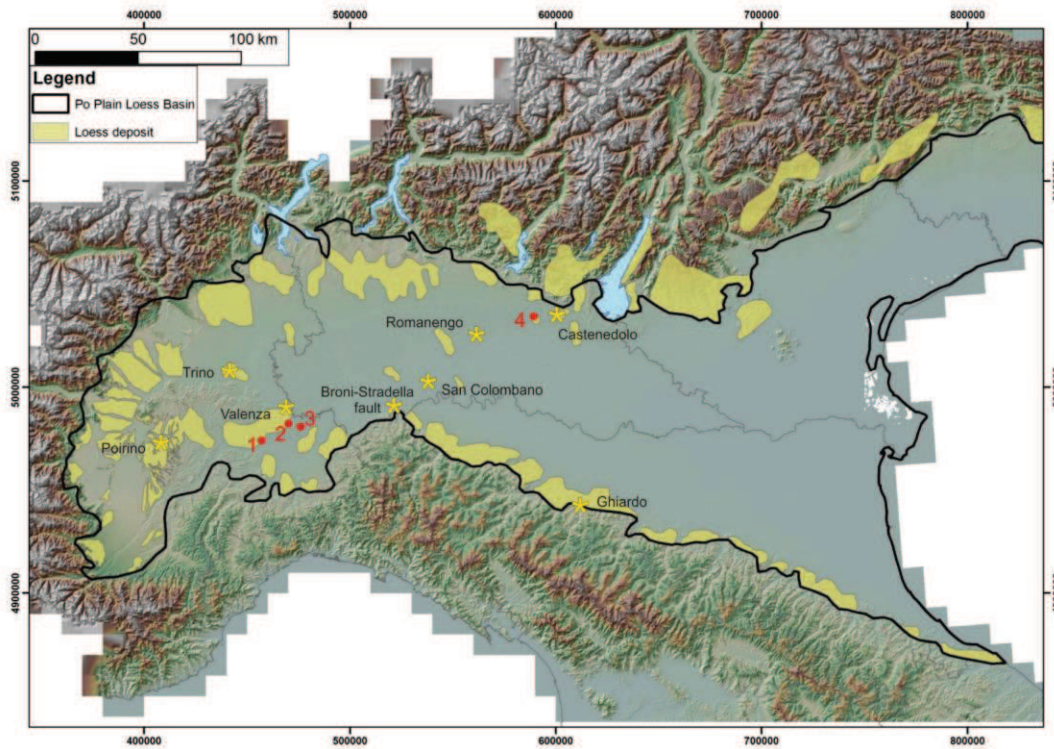 400000 500000 600000 700000 800000
0 50 100 km
Legend
Po Plain Loess Basin
Loess deposit
5100000
5000000
4900000
Romanengo
4
Castenedolo
Trino
San Colombano
Broni-Stradella
fault
Valenza
3
2
1
Poirino
Ghiardo
400000 500000 600000 700000 800000